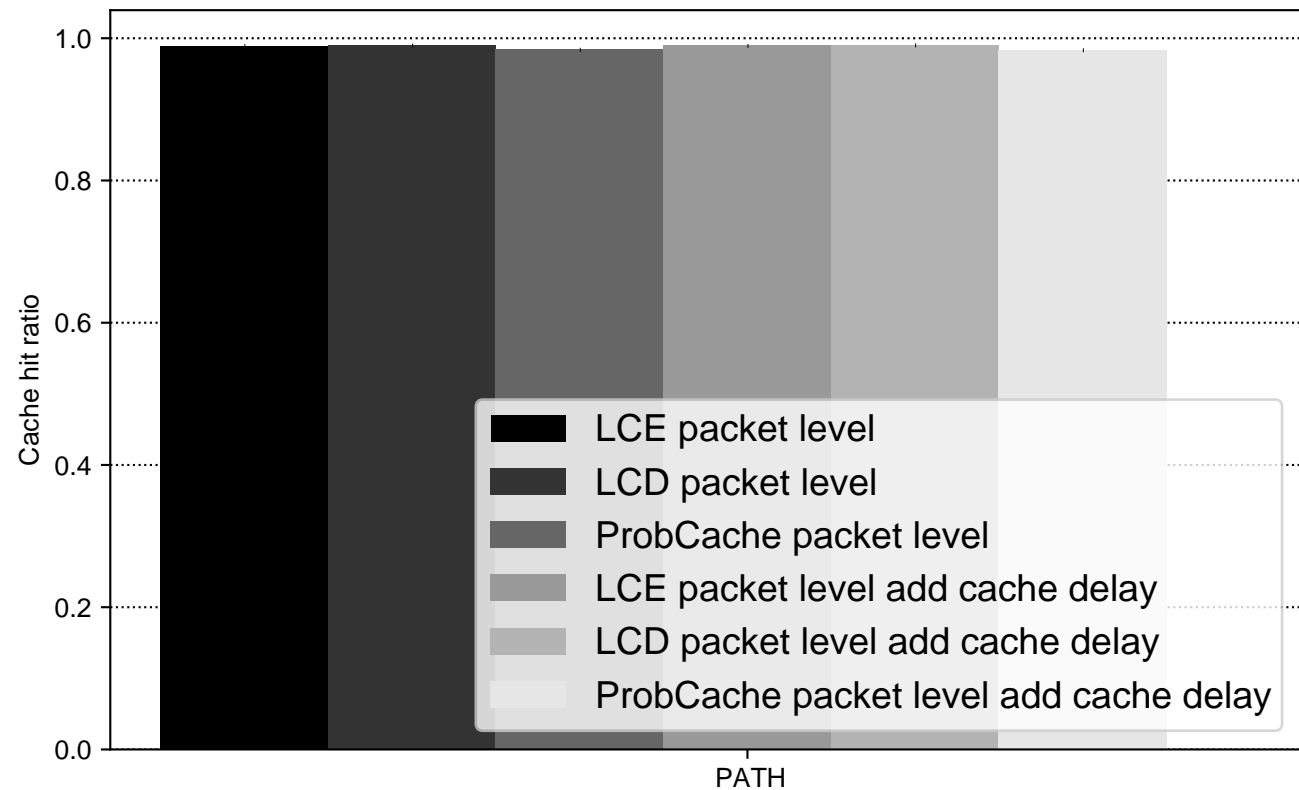 1.0
0.8
0.6
0.4
0.2
0.0
Cache hit ratio
LCE packet level
LCD packet level
ProbCache packet level
LCE packet level add cache delay
LCD packet level add cache delay
ProbCache packet level add cache delay
PATH